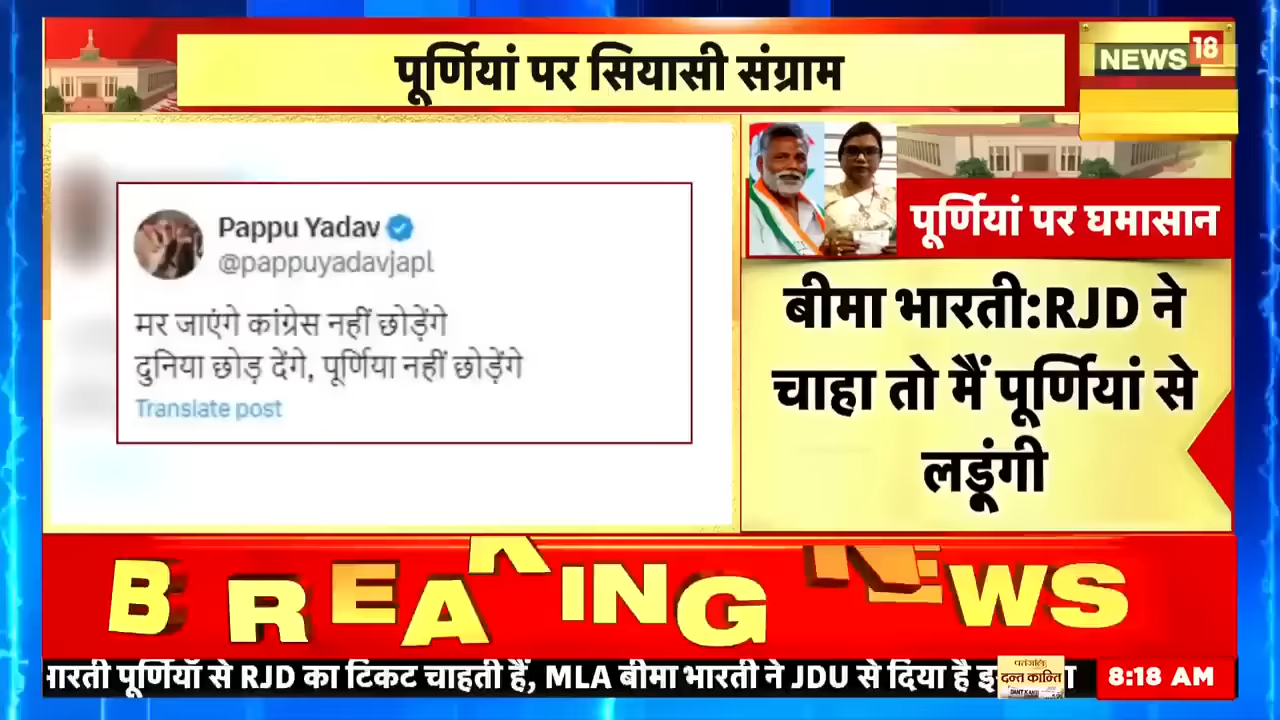 पूर्णियां पर सियासी संग्राम
NEWS18
Pappu Yadav
@pappuyadavjapl
मर जाएंगे कांग्रेस नहीं छोड़ेंगे
दुनिया छोड़ देंगे, पूर्णिया नहीं छोड़ेंगे
Translate post
पूर्णियां पर घमासान
बीमा भारती:RJD ने
चाहा तो मैं पूर्णियां से
लडूंगी
BREAKING NEWS
पूर्णियॉ से RJD का टिकट चाहती हैं, MLA बीमा भारती ने JDU से दिया है
पतंजलि
दन्त कान्ति
8:18 AM